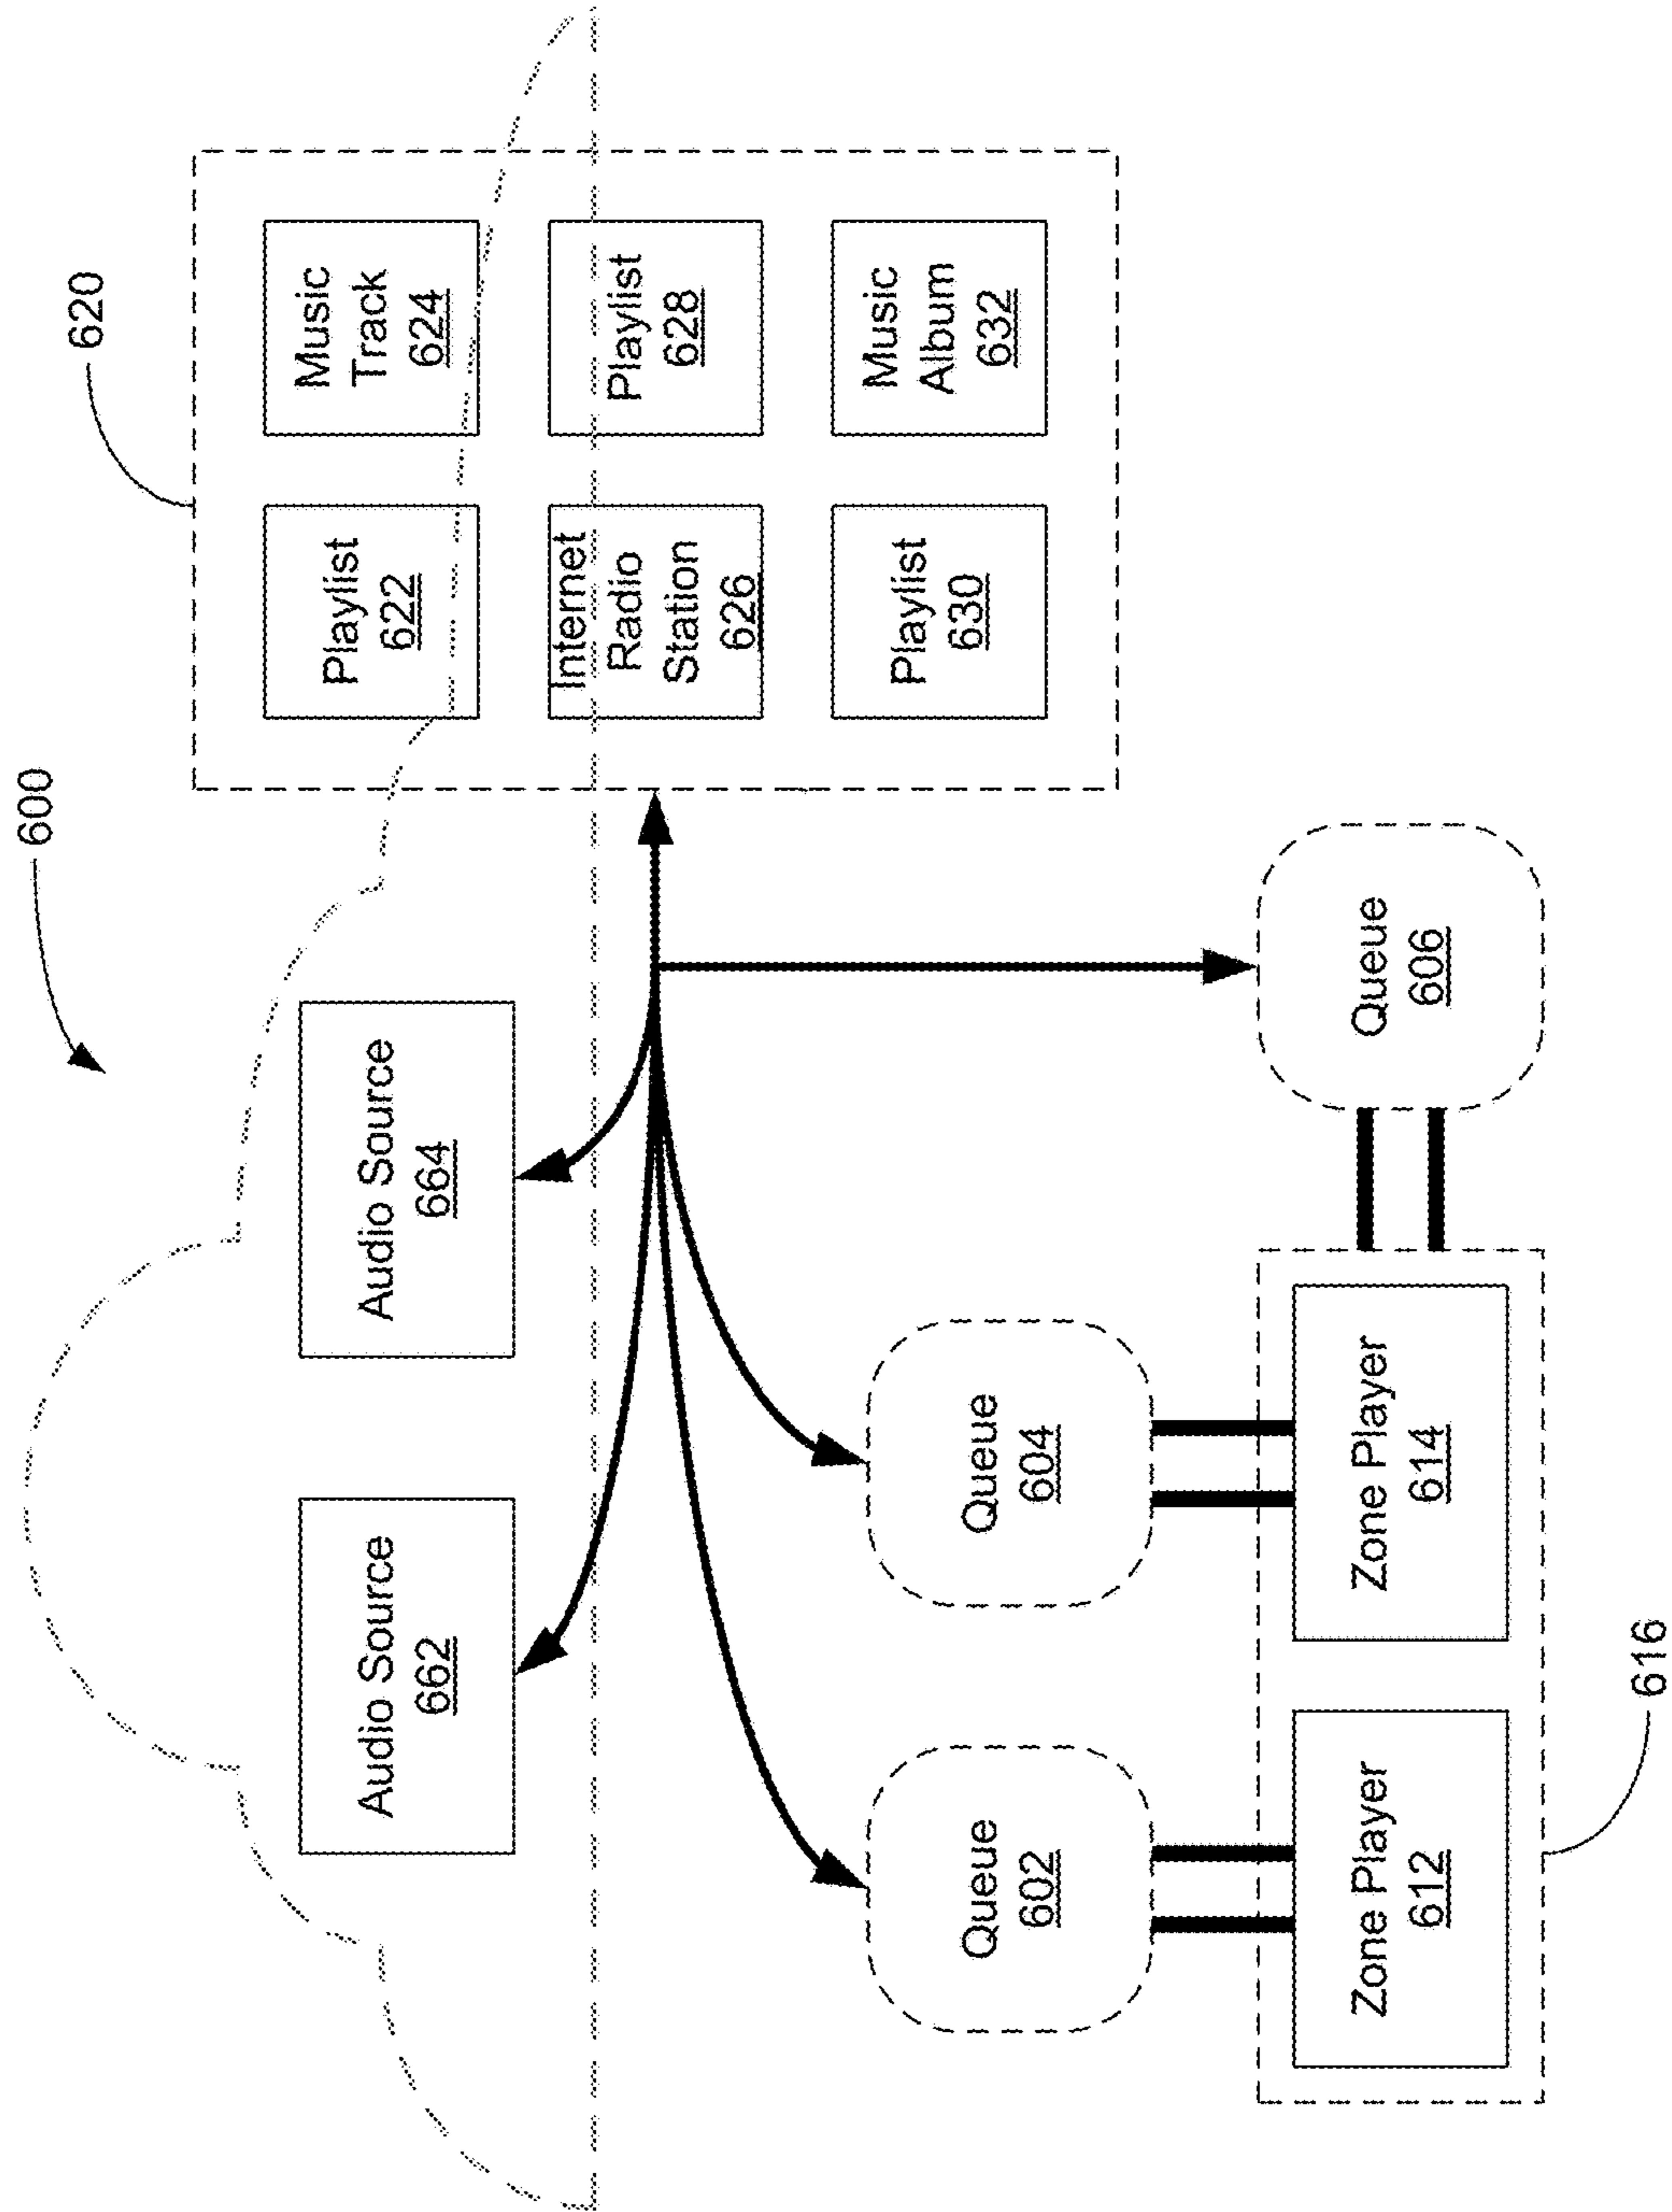 600
620
Audio Source
662
Audio Source
664
Playlist
622
Music
Track
624
Internet
Radio
Station
626
Playlist
628
Playlist
630
Music
Album
632
Queue
602
Queue
604
Queue
606
Zone Player
612
Zone Player
614
616